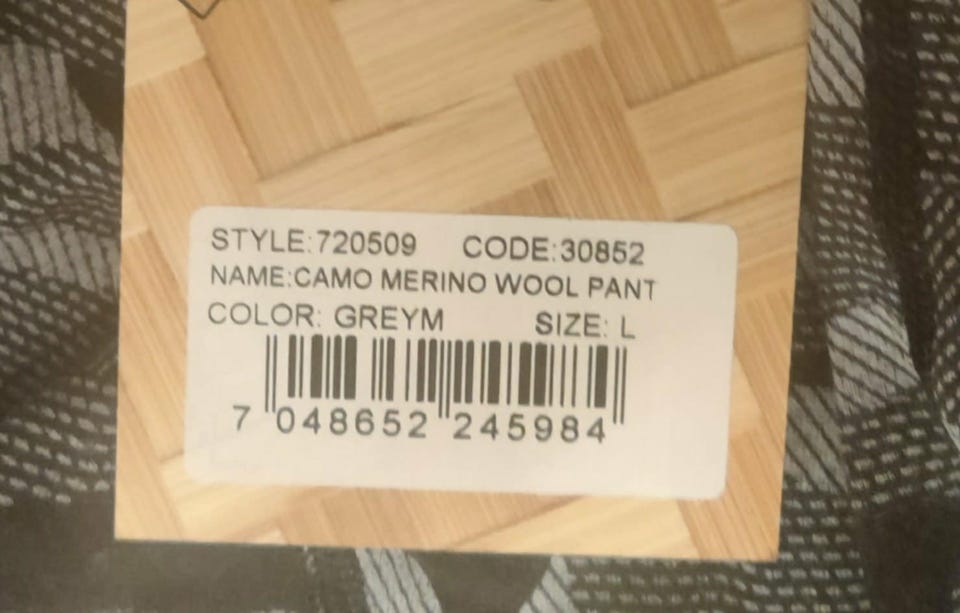 STYLE:720509 CODE:30852
NAME:CAMO MERINO WOOL PANT
COLOR: GREYM SIZE: L
7 048652 245984